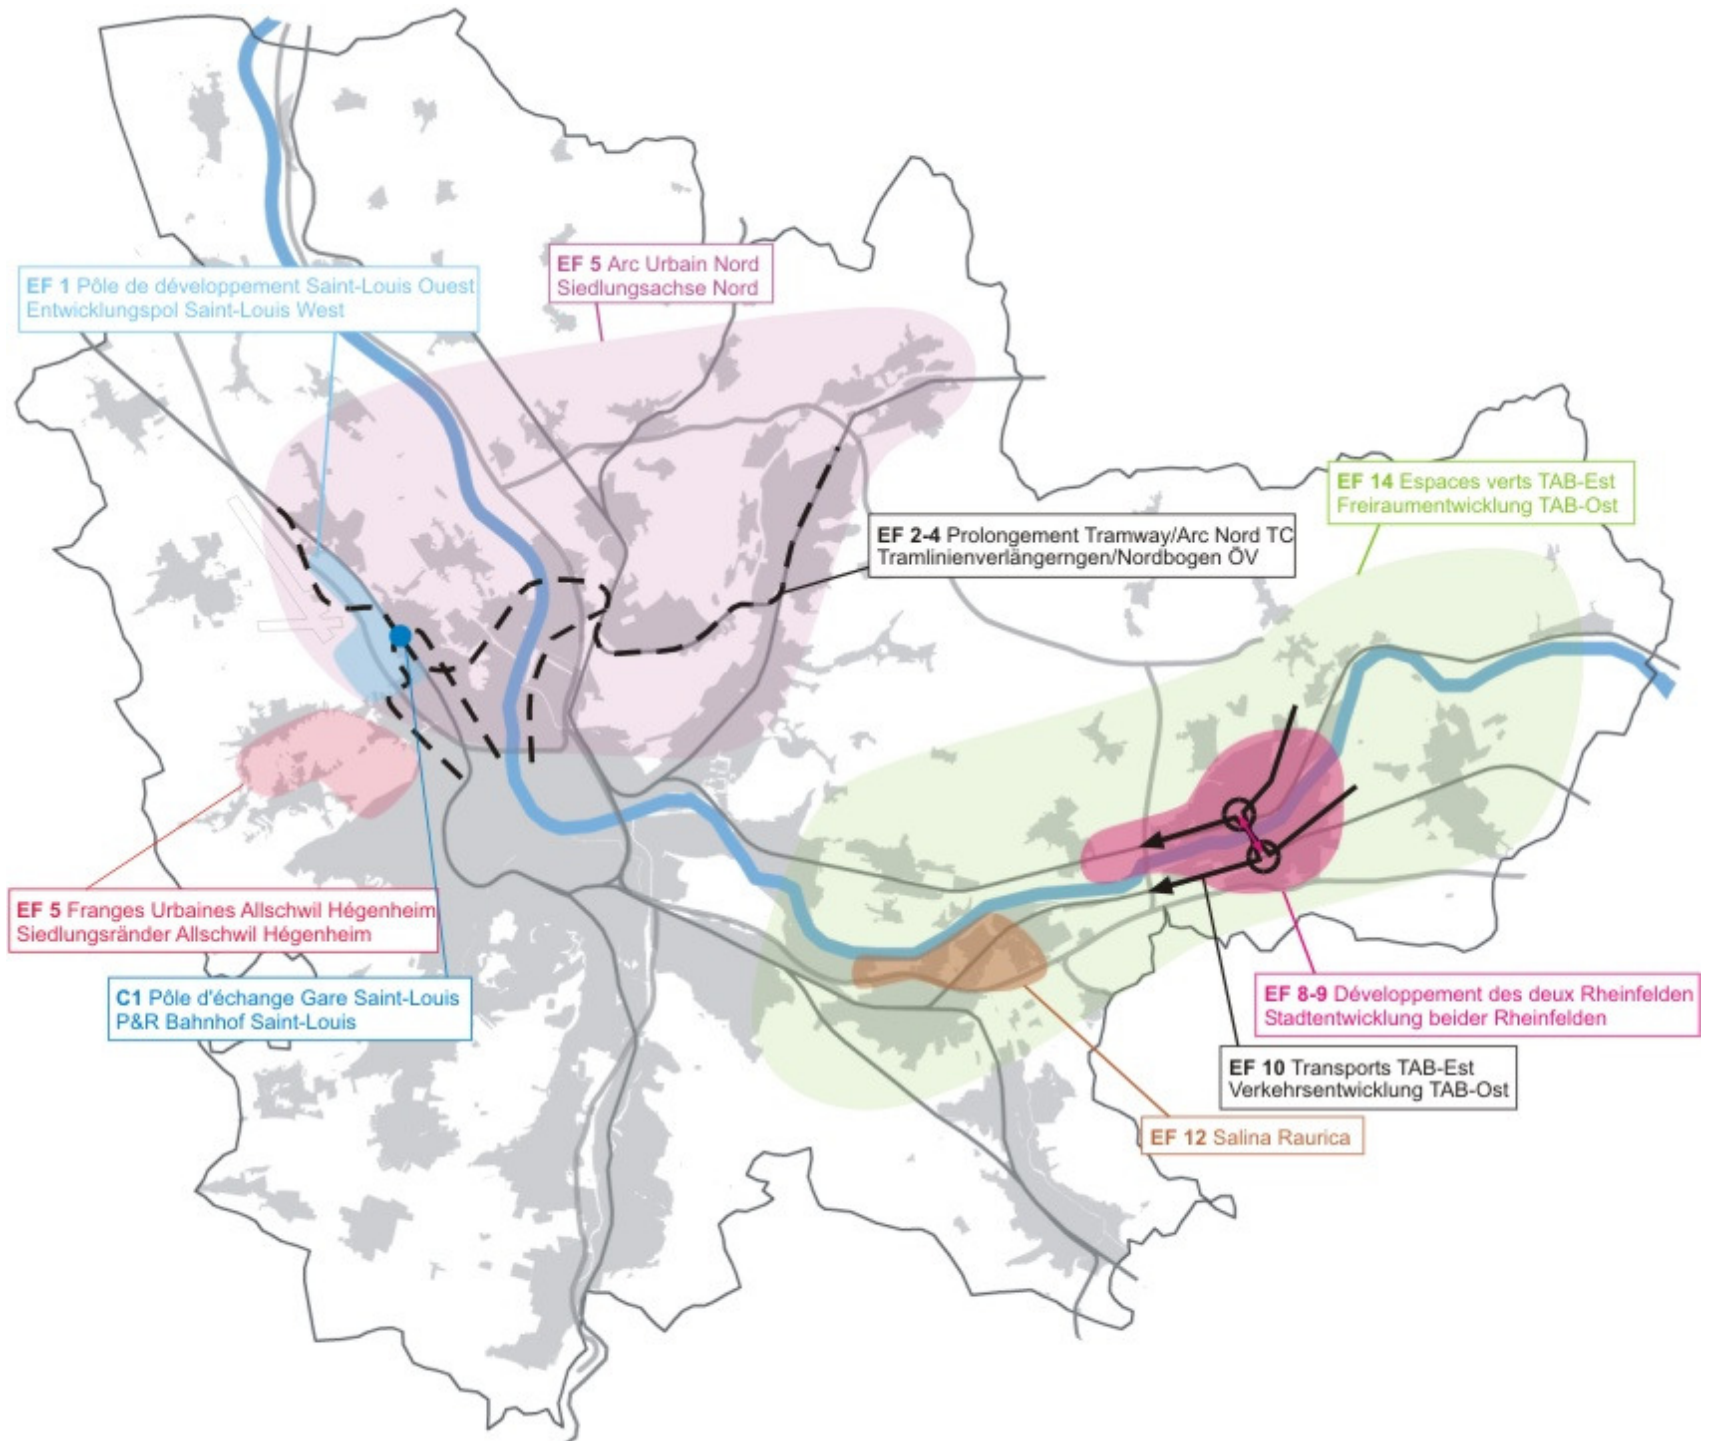 EF 5 Arc Urbain Nord
Siedlungsachse Nord
EF 1 Pôle de développement Saint-Louis Ouest
Entwicklungspol Saint-Louis West
EF 14 Espaces verts TAB-Est
Freiraumentwicklung TAB-Ost
EF 2-4 Prolongement Tramway/Arc Nord TC
Tramlinienverlängerngen/Nordbogen ÖV
EF 5 Franges Urbaines Allschwil Hégenheim
Siedlungsränder Allschwil Hégenheim
C1 Pôle d'échange Gare Saint-Louis
P&R Bahnhof Saint-Louis
EF 8-9 Développement des deux Rheinfelden
Stadtentwicklung beider Rheinfelden
EF 10 Transports TAB-Est
Verkehrsentwicklung TAB-Ost
EF 12 Salina Raurica